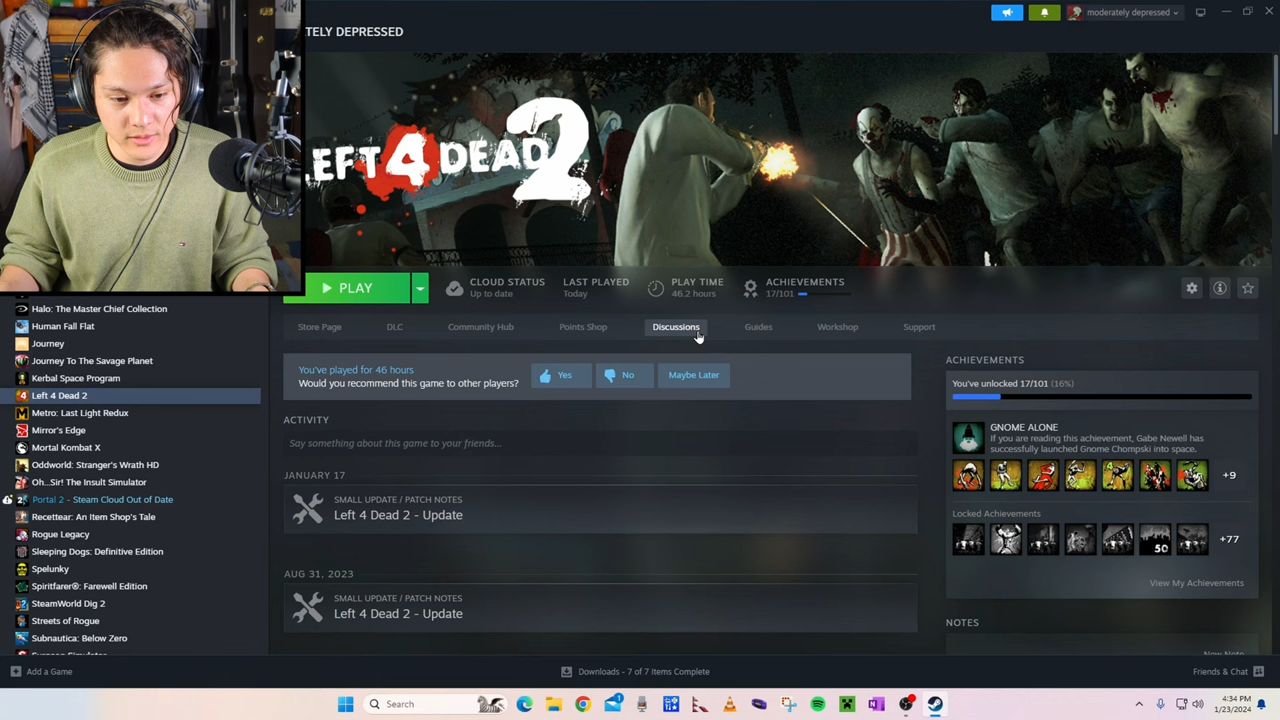 moderately depressed
TELY DEPRESSED
LEFT 4 DEAD 2
PLAY
CLOUD STATUS
Up to date
LAST PLAYED
Today
PLAY TIME
46.2 hours
ACHIEVEMENTS
17/101
Store Page
DLC
Community Hub
Points Shop
Discussions
Guides
Workshop
Support
Halo: The Master Chief Collection
Human Fall Flat
Journey
Journey To The Savage Planet
Kerbal Space Program
Left 4 Dead 2
Metro: Last Light Redux
Mirror's Edge
Mortal Kombat X
Oddworld: Stranger's Wrath HD
Oh...Sir! The Insult Simulator
Portal 2 - Steam Cloud Out of Date
Recettear: An Item Shop's Tale
Rogue Legacy
Sleeping Dogs: Definitive Edition
Spelunky
Spiritfarer®: Farewell Edition
SteamWorld Dig 2
Streets of Rogue
Subnautica: Below Zero
You've played for 46 hours
Would you recommend this game to other players?
Yes
No
Maybe Later
ACTIVITY
Say something about this game to your friends...
JANUARY 17
SMALL UPDATE / PATCH NOTES
Left 4 Dead 2 - Update
AUG 31, 2023
SMALL UPDATE / PATCH NOTES
Left 4 Dead 2 - Update
ACHIEVEMENTS
You've unlocked 17/101 (16%)
GNOME ALONE
If you are reading this achievement, Gabe Newell has
successfully launched Gnome Chompski into space.
+9
Locked Achievements
50
+77
View My Achievements
NOTES
New Note
Add a Game
Downloads - 7 of 7 Items Complete
Friends & Chat
Search
1
4:34 PM
1/23/2024